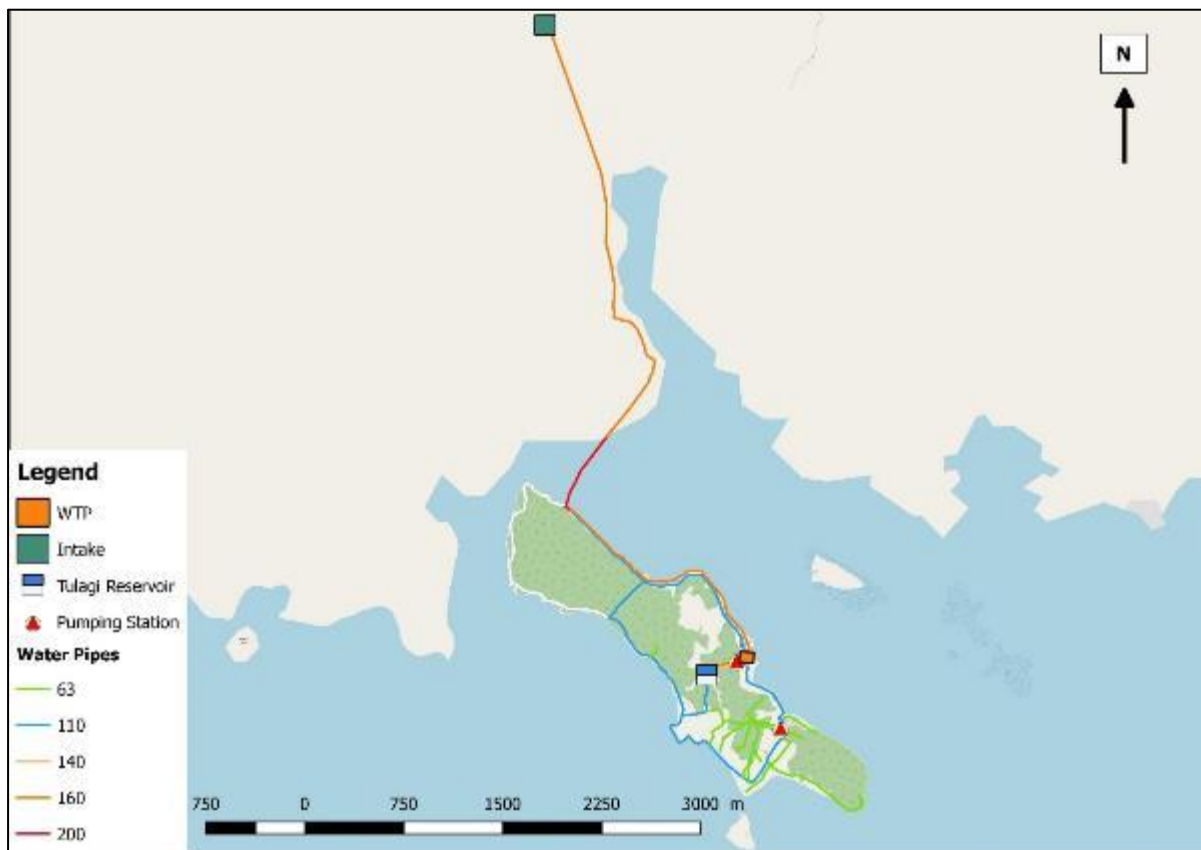 N
Legend
WTP
Intake
Tulagi Reservoir
Pumping Station
Water Pipes
63
110
140
160
200
750 0 750 1500 2250 3000 m